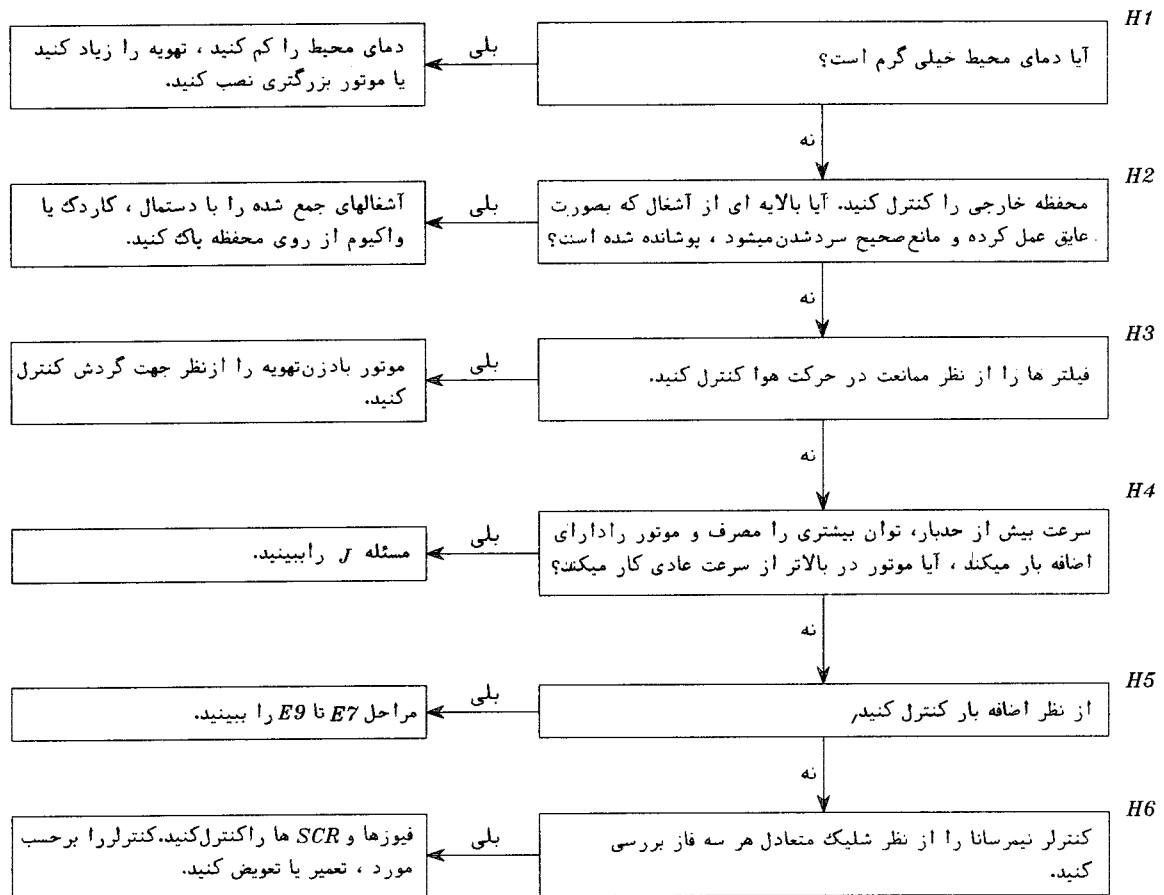 H1
آیا دمای محیط خیلی گرم است؟
بلی
دمای محیط را کم کنید ، تهویه را زیاد کنید
یا موتور بزرگتری نصب کنید.
نه
H2
محفظه خارجی را کنترل کنید. آیا بالایه ای از آشغال که بصورت
عایق عمل کرده و مانع صحیح سردشدن میشود ، پوشانده شده است؟
بلی
آشغالهای جمع شده را با دستمال ، کاردک یا
واکیوم از روی محفظه پاک کنید.
نه
H3
فیلتر ها را از نظر ممانعت در حرکت هوا کنترل کنید.
بلی
موتور بادزن تهویه را ازنظر جهت گردش کنترل
کنید.
نه
H4
سرعت بیش از حدبار، توان بیشتری را مصرف و موتور رادارای
اضافه بار میکند ، آیا موتور در بالاتر از سرعت عادی کار میکند؟
بلی
مسئله J راببینید.
نه
H5
از نظر اضافه بار کنترل کنید,
بلی
مراحل E7 تا E9 را ببینید.
نه
H6
کنترلر نیمرسانا را از نظر شلیک متعادل هر سه فاز بررسی
کنید.
بلی
فیوزها و SCR ها راکنترل کنید.کنترلررا برحسب
مورد ، تعمیر یا تعویض کنید.